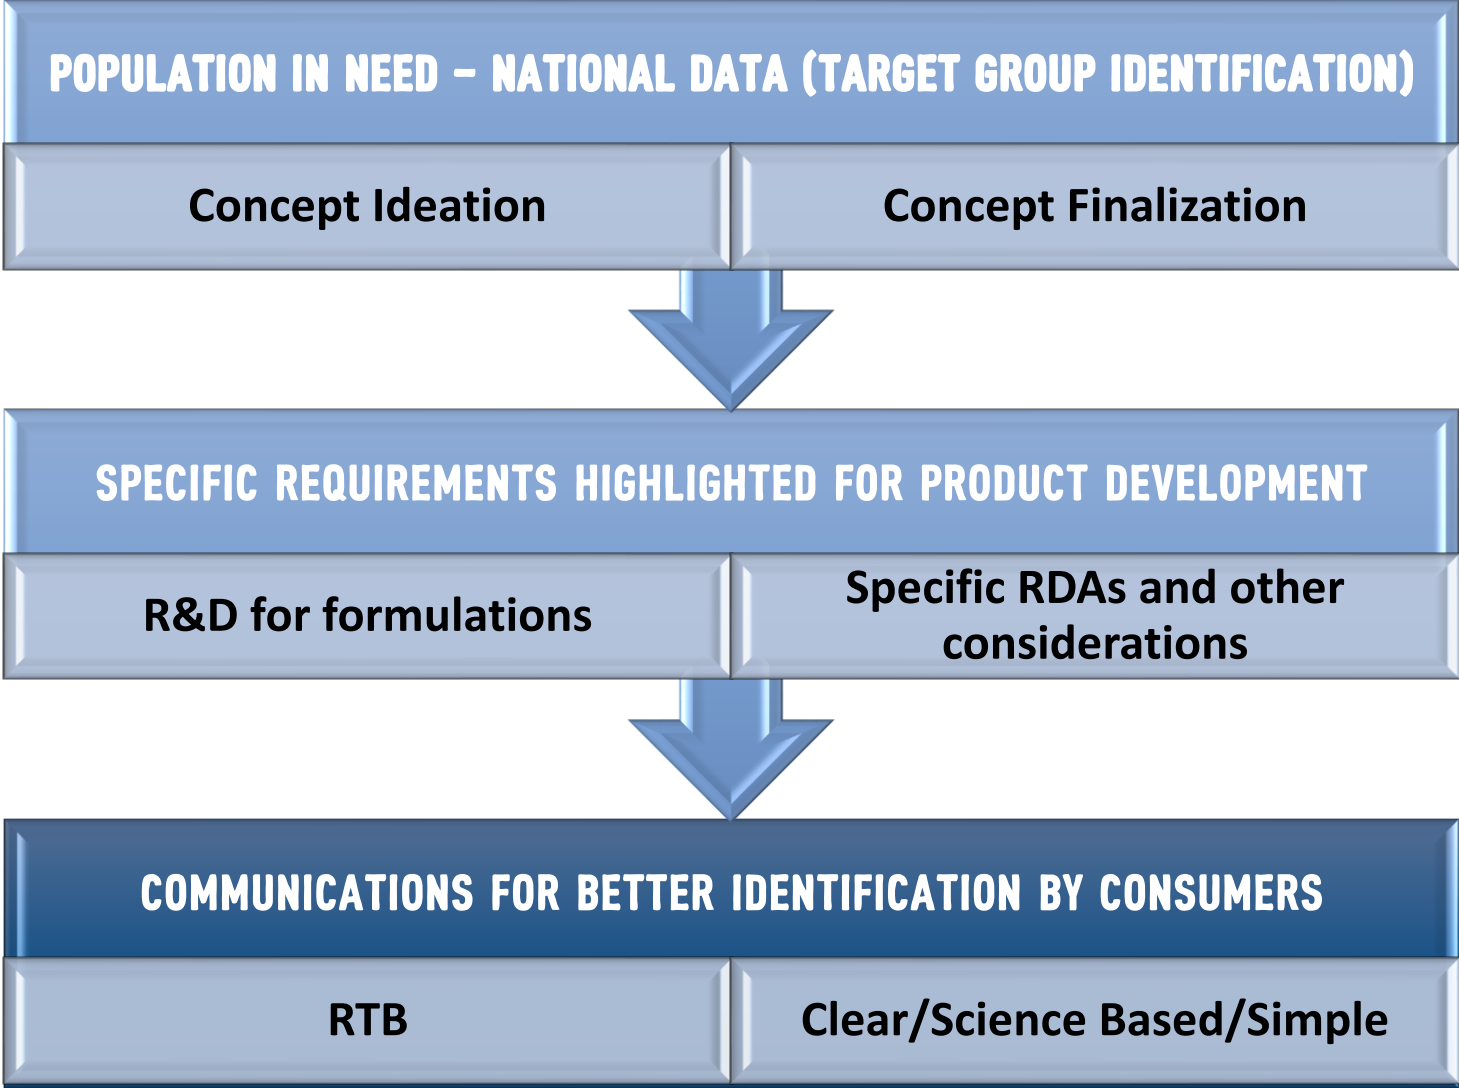 POPULATION IN NEED – NATIONAL DATA (TARGET GROUP IDENTIFICATION)
Concept Ideation
Concept Finalization
SPECIFIC REQUIREMENTS HIGHLIGHTED FOR PRODUCT DEVELOPMENT
R&D for formulations
Specific RDAs and other
considerations
COMMUNICATIONS FOR BETTER IDENTIFICATION BY CONSUMERS
RTB
Clear/Science Based/Simple